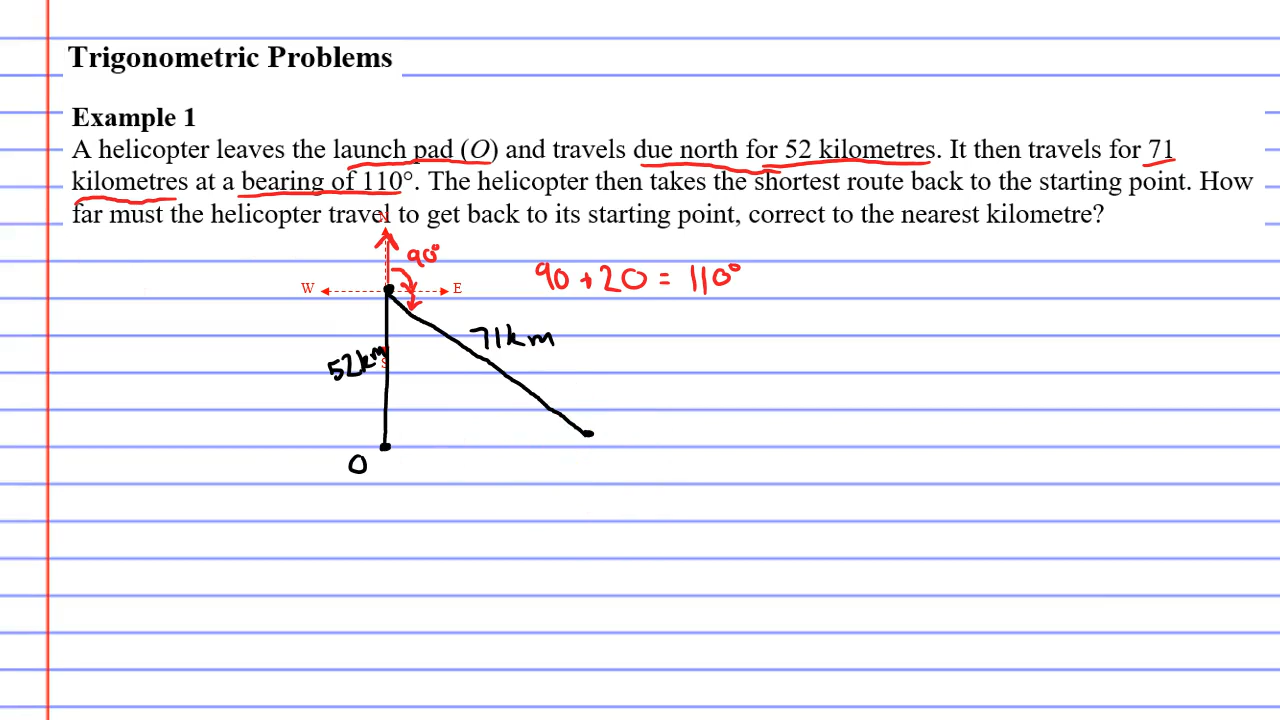 Trigonometric Problems
Example 1
A helicopter leaves the launch pad (O) and travels due north for 52 kilometres. It then travels for 71
kilometres at a bearing of 110°. The helicopter then takes the shortest route back to the starting point. How
far must the helicopter travel to get back to its starting point, correct to the nearest kilometre?
N
90°
90 + 20 = 110°
W
E
71km
52km
S
O